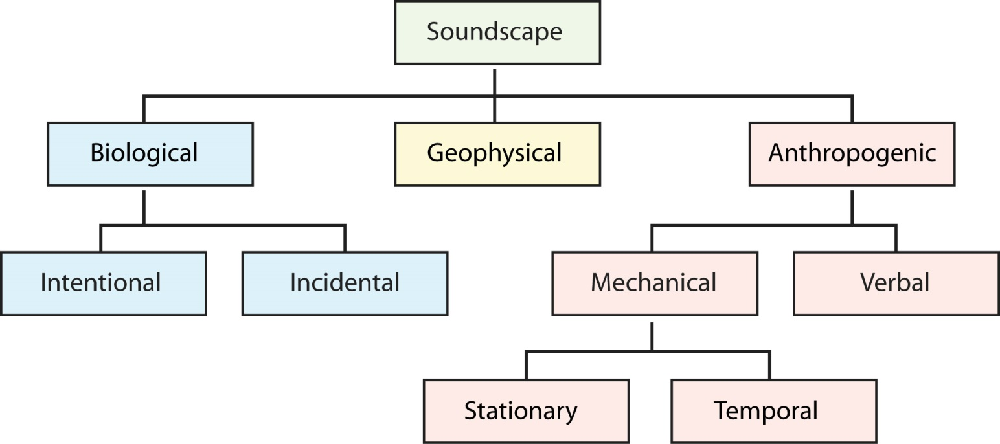 Soundscape
Biological
Geophysical
Anthropogenic
Intentional
Incidental
Mechanical
Verbal
Stationary
Temporal